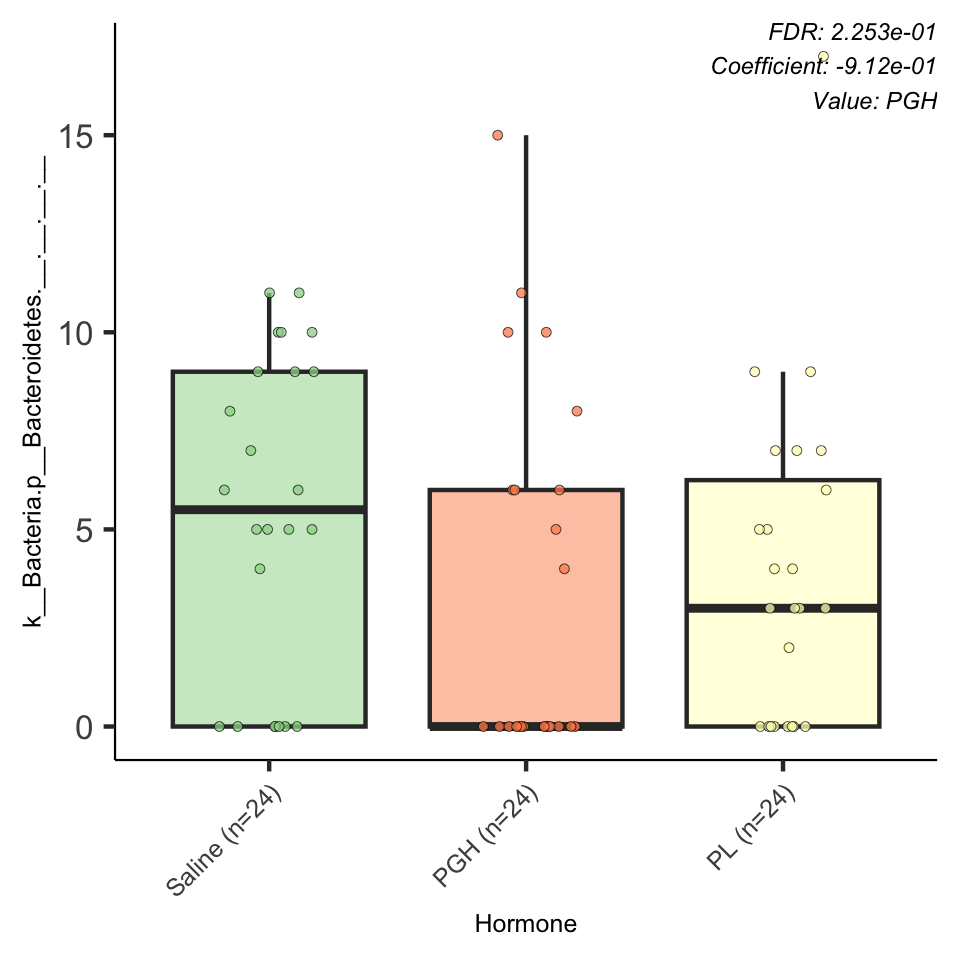 FDR: 2.253e-01
Coefficient: -9.12e-01
Value: PGH
k__Bacteria.p__Bacteroidetes.__.__.__.__
15
10
5
0
Saline (n=24)
PGH (n=24)
PL (n=24)
Hormone